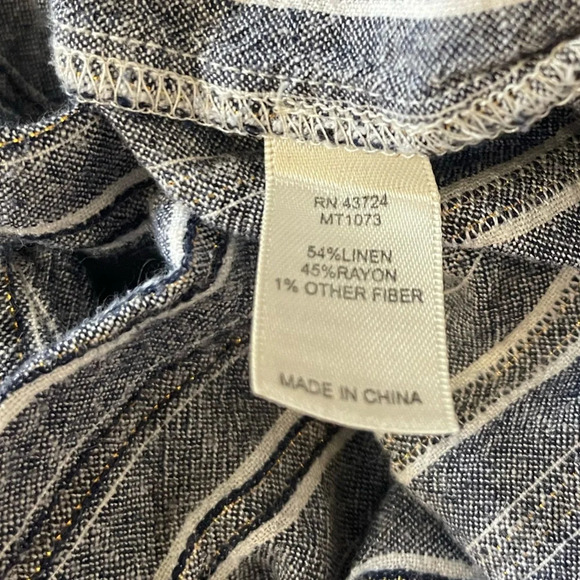 RN 43724
MT1073
54%LINEN
45%RAYON
1% OTHER FIBER
MADE IN CHINA